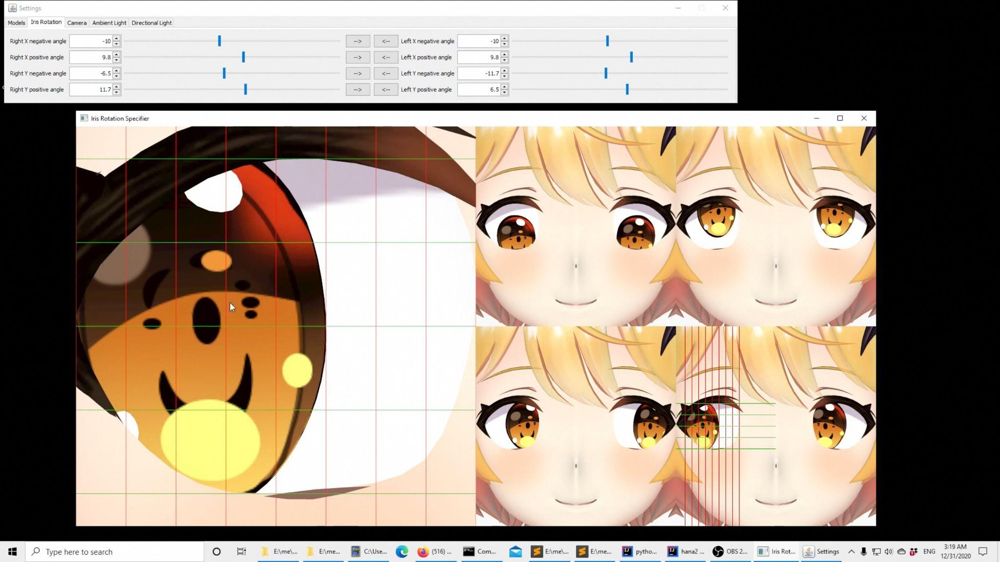 Settings
Models Iris Rotation Camera Ambient Light Directional Light
Right X negative angle -10 --> <-- Left X negative angle -10
Right X positive angle 9.8 --> <-- Left X positive angle 9.8
Right Y negative angle -6.5 --> <-- Left Y negative angle -11.7
Right Y positive angle 11.7 --> <-- Left Y positive angle 6.5
Iris Rotation Specifier
Type here to search E:\me\... E:\me... C:\Use... (516) ... Com... E:\me\... E:\me... pytho... hana2 ... OBS 2... Iris Rot... Settings ENG 3:19 AM
12/31/2020